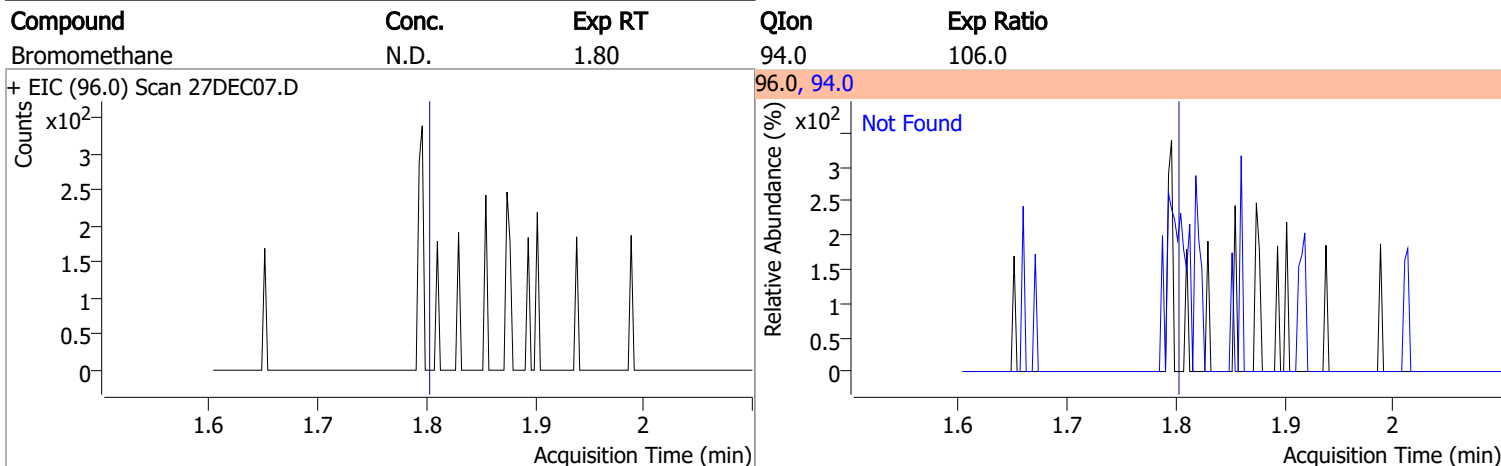 Compound Conc. Exp RT QIon Exp Ratio
Bromomethane N.D. 1.80 94.0 106.0
+ EIC (96.0) Scan 27DEC07.D
Counts
x10²
3
2.5
2
1.5
1
0.5
0
1.6 1.7 1.8 1.9 2
Acquisition Time (min)
96.0, 94.0
Relative Abundance (%)
x10²
Not Found
3
2.5
2
1.5
1
0.5
0
1.6 1.7 1.8 1.9 2
Acquisition Time (min)